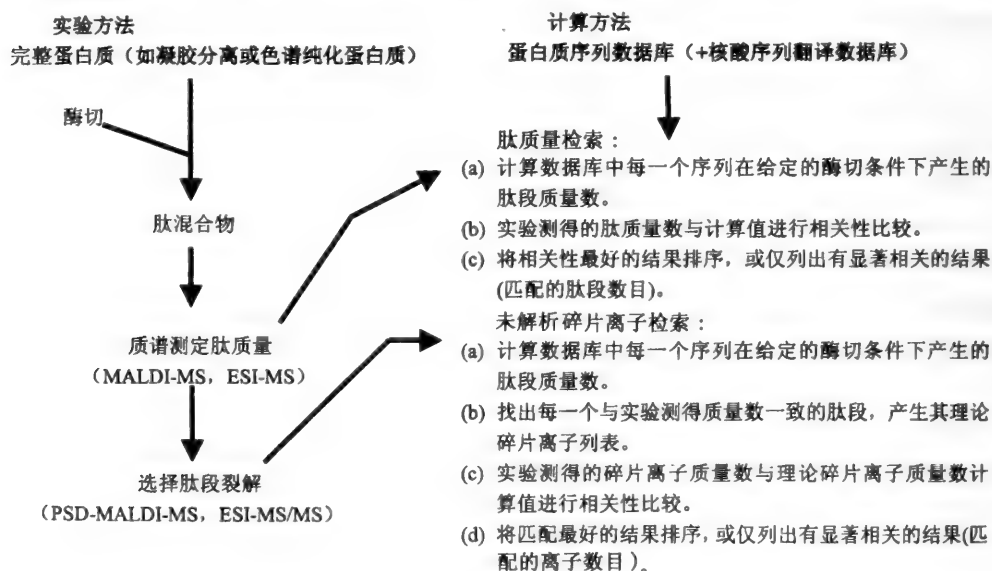 实验方法
完整蛋白质（如凝胶分离或色谱纯化蛋白质）
酶切
肽混合物
质谱测定肽质量
（MALDI-MS，ESI-MS）
选择肽段裂解
（PSD-MALDI-MS，ESI-MS/MS）
计算方法
蛋白质序列数据库（+核酸序列翻译数据库）
肽质量检索：
(a) 计算数据库中每一个序列在给定的酶切条件下产生的
肽段质量数。
(b) 实验测得的肽质量数与计算值进行相关性比较。
(c) 将相关性最好的结果排序，或仅列出有显著相关的结果
(匹配的肽段数目)。
未解析碎片离子检索：
(a) 计算数据库中每一个序列在给定的酶切条件下产生的
肽段质量数。
(b) 找出每一个与实验测得质量数一致的肽段，产生其理论
碎片离子列表。
(c) 实验测得的碎片离子质量数与理论碎片离子质量数计
算值进行相关性比较。
(d) 将匹配最好的结果排序，或仅列出有显著相关的结果(匹
配的离子数目)。